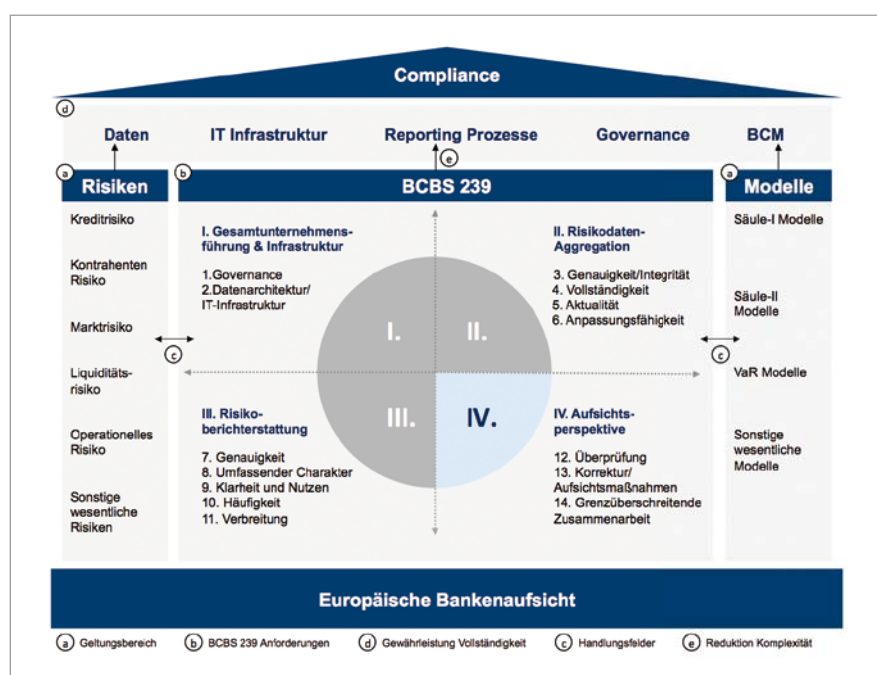 Compliance
d
Daten IT Infrastruktur Reporting Prozesse Governance BCM
e
a
Risiken
Kreditrisiko
Kontrahenten
Risiko
Marktrisiko
Liquiditäts-
risiko
Operationelles
Risiko
Sonstige
wesentliche
Risiken
c
b
BCBS 239
I. Gesamtunternehmens-
führung & Infrastruktur
1.Governance
2.Datenarchitektur/
IT-Infrastruktur
II. Risikodaten-
Aggregation
3. Genauigkeit/Integrität
4. Vollständigkeit
5. Aktualität
6. Anpassungsfähigkeit
I. II.
III. IV.
III. Risiko-
berichterstattung
7. Genauigkeit
8. Umfassender Charakter
9. Klarheit und Nutzen
10. Häufigkeit
11. Verbreitung
IV. Aufsichts-
perspektive
12. Überprüfung
13. Korrektur/
Aufsichtsmaßnahmen
14. Grenzüberschreitende
Zusammenarbeit
c
a
Modelle
Säule-I Modelle
Säule-II
Modelle
VaR Modelle
Sonstige
wesentliche
Modelle
Europäische Bankenaufsicht
a Geltungsbereich b BCBS 239 Anforderungen d Gewährleistung Vollständigkeit c Handlungsfelder e Reduktion Komplexität